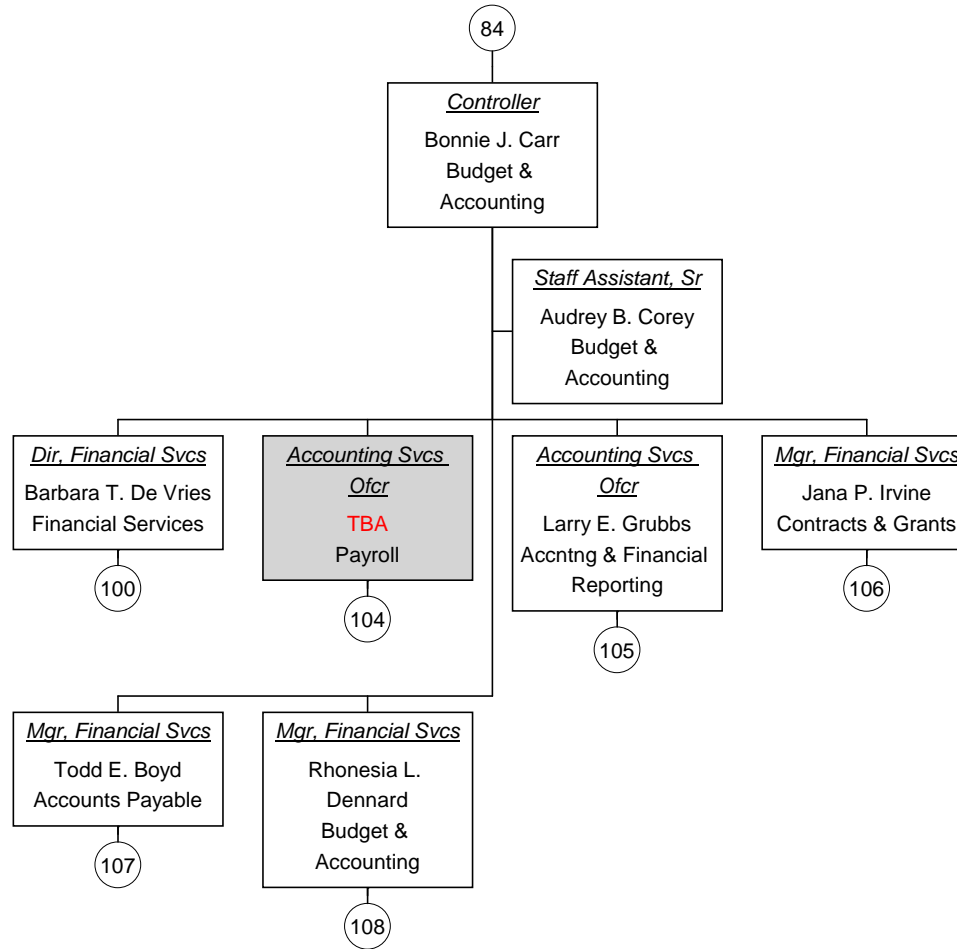 84
Controller
Bonnie J. Carr
Budget &
Accounting
Staff Assistant, Sr
Audrey B. Corey
Budget &
Accounting
Dir, Financial Svcs
Barbara T. De Vries
Financial Services
100
Accounting Svcs
Ofcr
TBA
Payroll
104
Accounting Svcs
Ofcr
Larry E. Grubbs
Accntng & Financial
Reporting
105
Mgr, Financial Svcs
Jana P. Irvine
Contracts & Grants
106
Mgr, Financial Svcs
Todd E. Boyd
Accounts Payable
107
Mgr, Financial Svcs
Rhonesia L.
Dennard
Budget &
Accounting
108